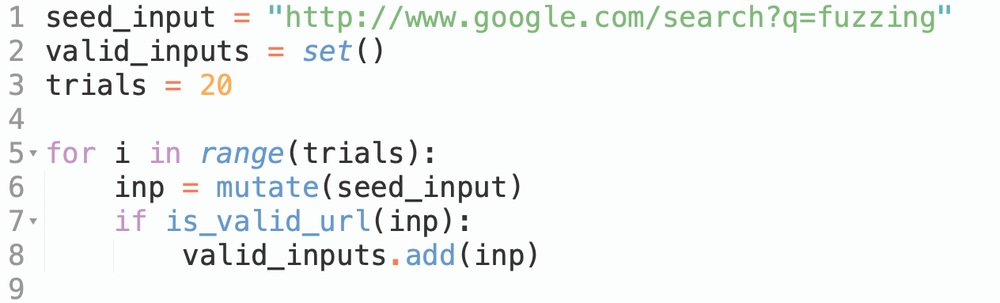 1 seed_input = "http://www.google.com/search?q=fuzzing"
2 valid_inputs = set()
3 trials = 20
4
5 for i in range(trials):
6     inp = mutate(seed_input)
7     if is_valid_url(inp):
8         valid_inputs.add(inp)
9